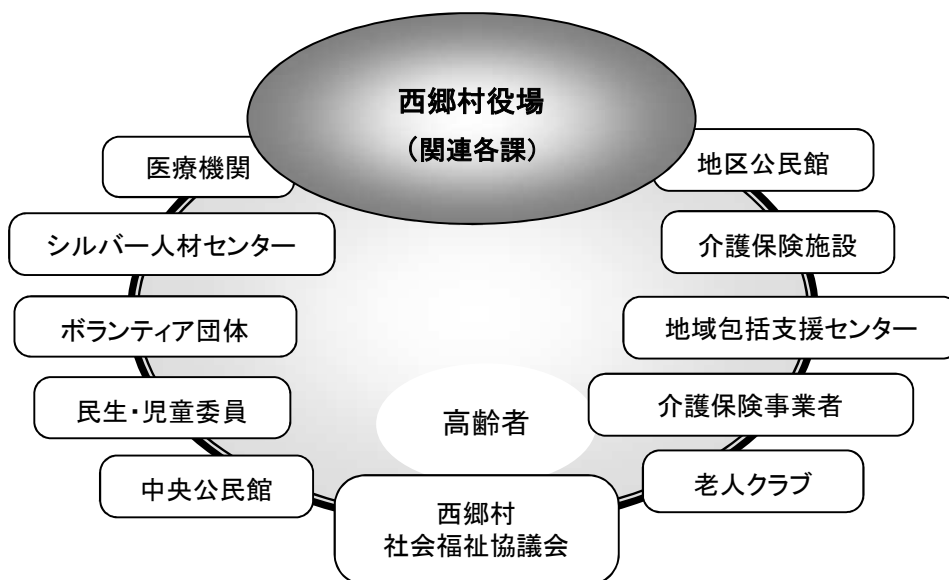 西郷村役場
（関連各課）
医療機関
地区公民館
シルバー人材センター
介護保険施設
ボランティア団体
地域包括支援センター
民生・児童委員
高齢者
介護保険事業者
中央公民館
老人クラブ
西郷村
社会福祉協議会